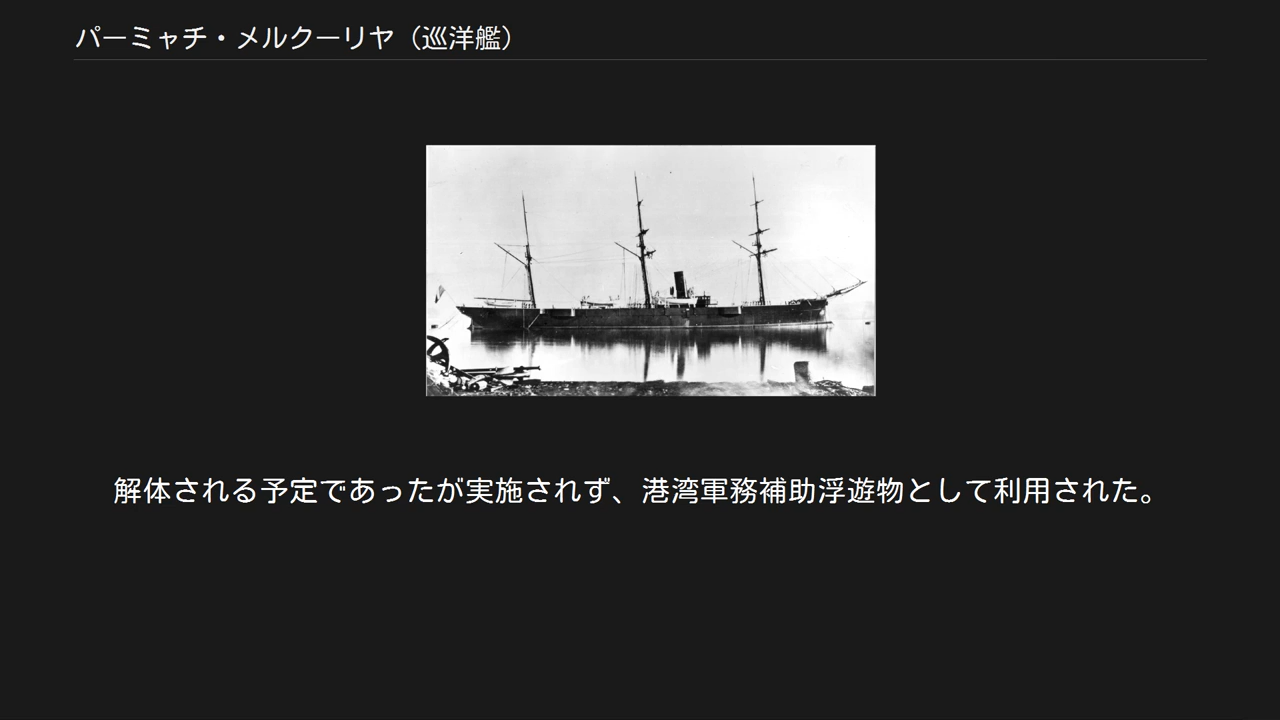 パーミャチ・メルクーリヤ（巡洋艦）
解体される予定であったが実施されず、港湾軍務補助浮遊物として利用された。